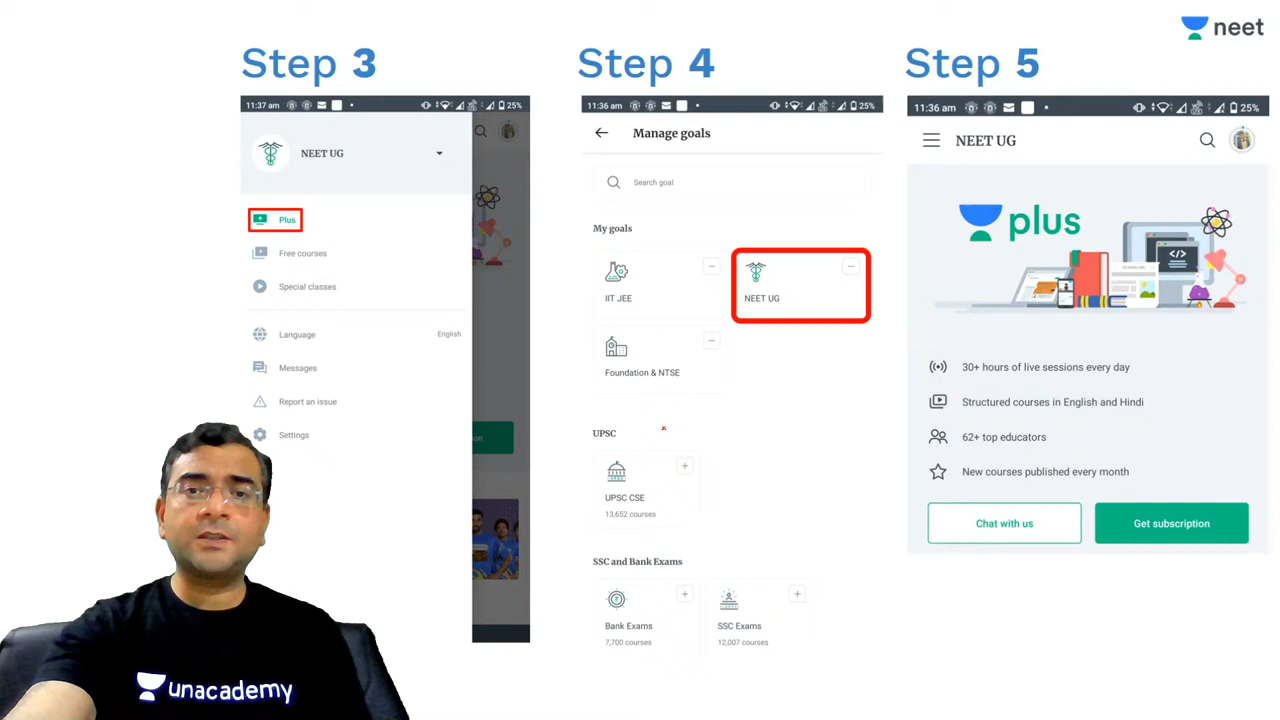 neet
Step 3
11:37 am
25%
NEET UG
Plus
Free courses
Special classes
Language English
Messages
Report an issue
Settings
Step 4
11:36 am
25%
Manage goals
Search goal
My goals
IIT JEE
NEET UG
Foundation & NTSE
UPSC
UPSC CSE
13,652 courses
SSC and Bank Exams
Bank Exams
7,700 courses
SSC Exams
12,007 courses
Step 5
11:36 am
25%
NEET UG
plus
30+ hours of live sessions every day
Structured courses in English and Hindi
62+ top educators
New courses published every month
Chat with us
Get subscription
unacademy